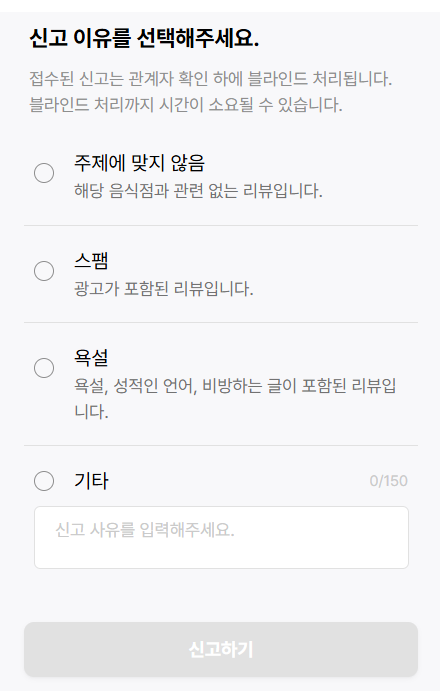 신고 이유를 선택해주세요.
접수된 신고는 관계자 확인 하에 블라인드 처리됩니다.
블라인드 처리까지 시간이 소요될 수 있습니다.
주제에 맞지 않음
해당 음식점과 관련 없는 리뷰입니다.
스팸
광고가 포함된 리뷰입니다.
욕설
욕설, 성적인 언어, 비방하는 글이 포함된 리뷰입
니다.
기타 0/150
신고 사유를 입력해주세요.
신고하기